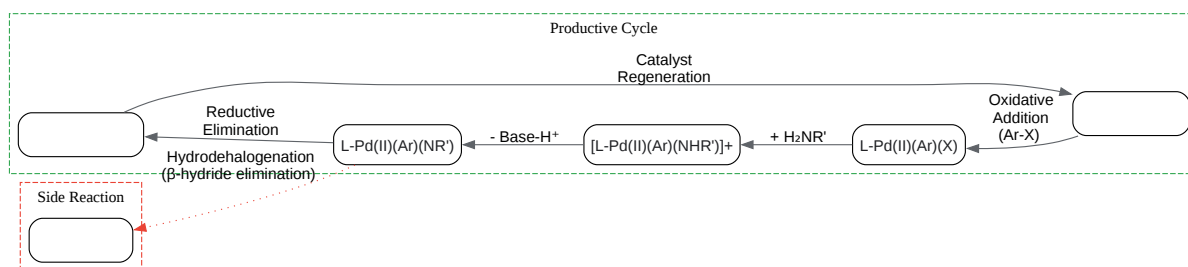 Productive Cycle
Catalyst
Regeneration
Reductive
Elimination
Oxidative
Addition
(Ar-X)
L-Pd(II)(Ar)(NR')
- Base-H⁺
[L-Pd(II)(Ar)(NHR')]+
+ H₂NR'
L-Pd(II)(Ar)(X)
Hydrodehalogenation
(β-hydride elimination)
Side Reaction